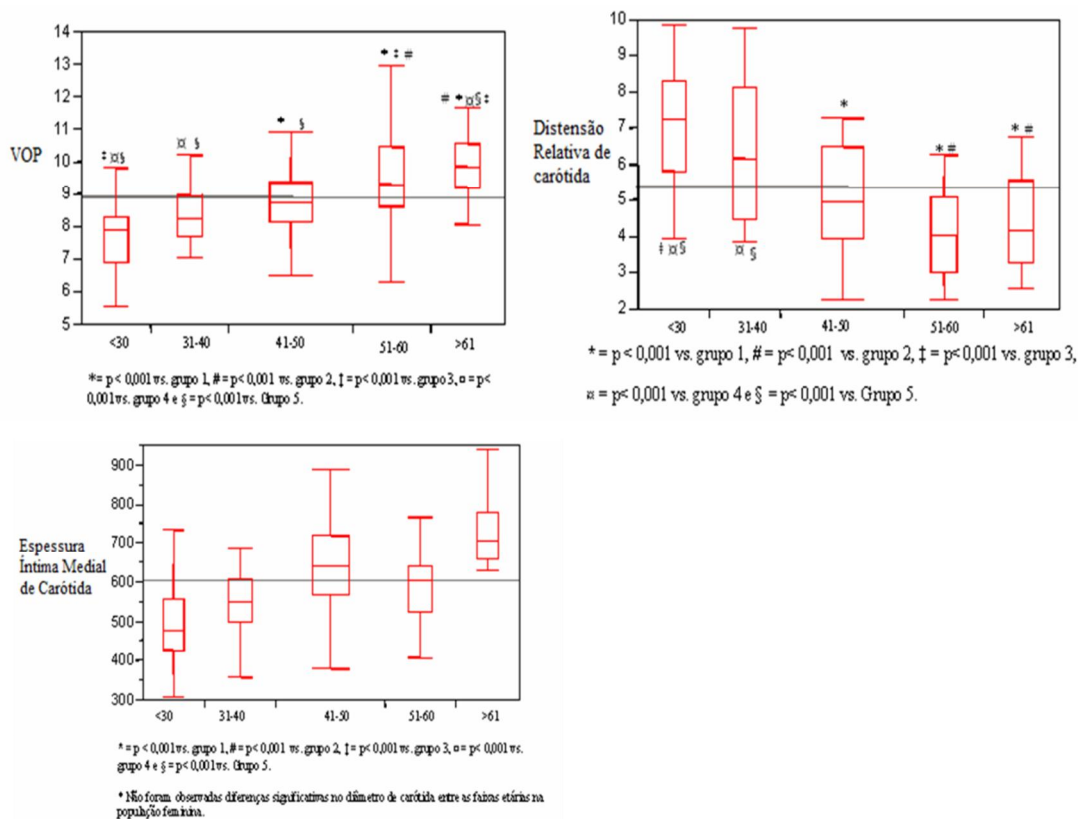 14
13
12
11
10
9
8
7
6
5
VOP
‡ ¤ §
¤ §
* §
* ‡ #
# * ¤ § ‡
<30
31-40
41-50
51-60
>61
*= p< 0,001 vs. grupo 1, # = p< 0,001 vs. grupo 2, ‡ = p< 0,001 vs. grupo 3, ¤ = p<
0,001 vs. grupo 4 e § = p< 0,001 vs. Grupo 5.
10
9
8
7
6
5
4
3
2
Distensão
Relativa de
carótida
‡ ¤ §
¤ §
*
* #
* #
<30
31-40
41-50
51-60
>61
* = p < 0,001 vs. grupo 1, # = p < 0,001 vs. grupo 2, ‡ = p <0,001 vs. grupo 3,
¤ = p <0,001 vs. grupo 4 e § = p <0,001 vs. Grupo 5.
900
800
700
600
500
400
300
Espessura
Íntima Medial
de Carótida
<30
31-40
41-50
51-60
>61
* = p < 0,001 vs. grupo 1, # = p< 0,001 vs. grupo 2, ‡ = p< 0,001 vs. grupo 3, ¤ = p< 0,001 vs.
grupo 4 e § = p< 0,001 vs. Grupo 5.
* Não foram observadas diferenças significativas no diâmetro de carótida entre as faixas etárias na
população feminina.